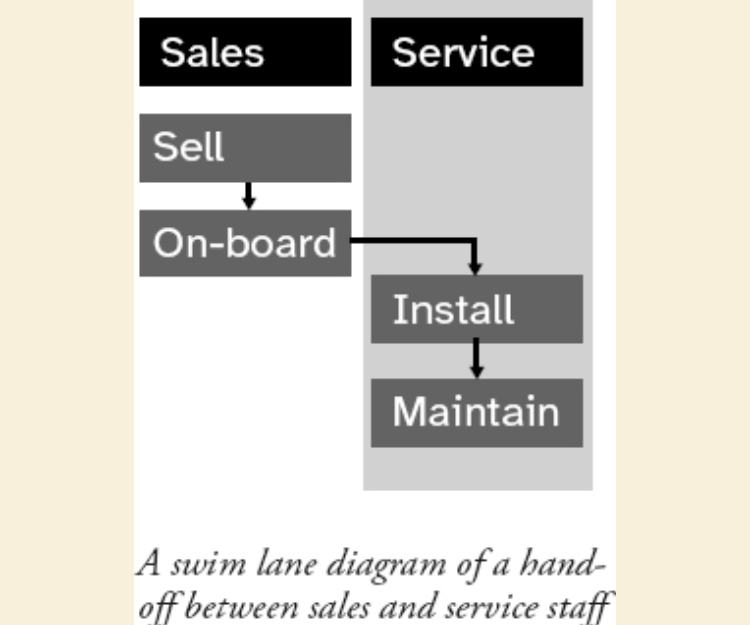 Sales
Service
Sell
On-board
Install
Maintain
A swim lane diagram of a hand-
off between sales and service staff